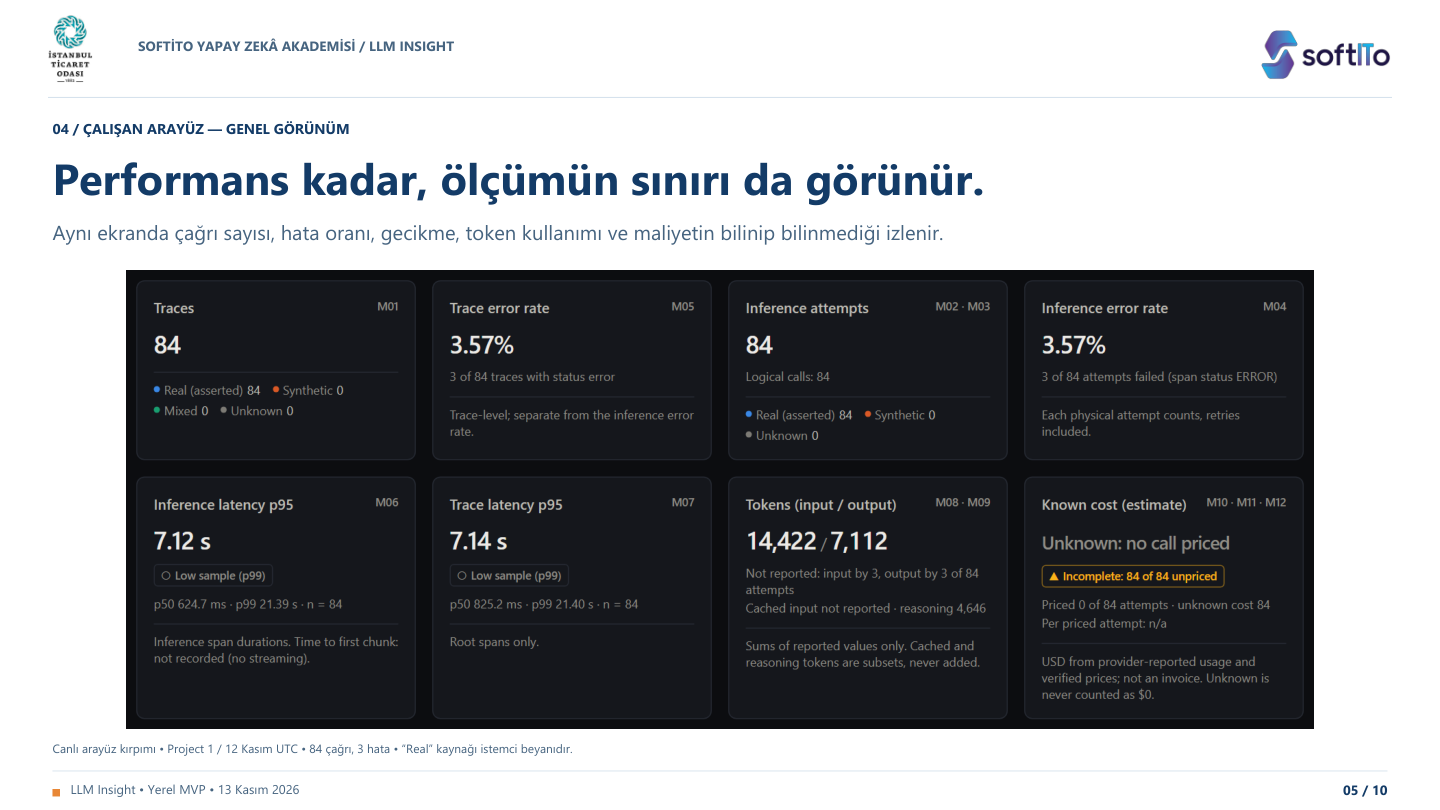 İSTANBUL
TİCARET
ODASI
SOFTİTO YAPAY ZEKÂ AKADEMİSİ / LLM INSIGHT
softITo
04 / ÇALIŞAN ARAYÜZ — GENEL GÖRÜNÜM
Performans kadar, ölçümün sınırı da görünür.
Aynı ekranda çağrı sayısı, hata oranı, gecikme, token kullanımı ve maliyetin bilinip bilinmediği izlenir.
Traces M01
84
Real (asserted) 84 Synthetic 0
Mixed 0 Unknown 0
Trace error rate M05
3.57%
3 of 84 traces with status error
Trace-level; separate from the inference error
rate.
Inference attempts M02 · M03
84
Logical calls: 84
Real (asserted) 84 Synthetic 0
Unknown 0
Inference error rate M04
3.57%
3 of 84 attempts failed (span status ERROR)
Each physical attempt counts, retries
included.
Inference latency p95 M06
7.12 s
Low sample (p99)
p50 624.7 ms · p99 21.39 s · n = 84
Inference span durations. Time to first chunk:
not recorded (no streaming).
Trace latency p95 M07
7.14 s
Low sample (p99)
p50 825.2 ms · p99 21.40 s · n = 84
Root spans only.
Tokens (input / output) M08 · M09
14,422 / 7,112
Not reported: input by 3, output by 3 of 84
attempts
Cached input not reported · reasoning 4,646
Sums of reported values only. Cached and
reasoning tokens are subsets, never added.
Known cost (estimate) M10 · M11 · M12
Unknown: no call priced
▲ Incomplete: 84 of 84 unpriced
Priced 0 of 84 attempts · unknown cost 84
Per priced attempt: n/a
USD from provider-reported usage and
verified prices; not an invoice. Unknown is
never counted as $0.
Canlı arayüz kırpımı • Project 1 / 12 Kasım UTC • 84 çağrı, 3 hata • “Real” kaynağı istemci beyanıdır.
LLM Insight • Yerel MVP • 13 Kasım 2026
05 / 10